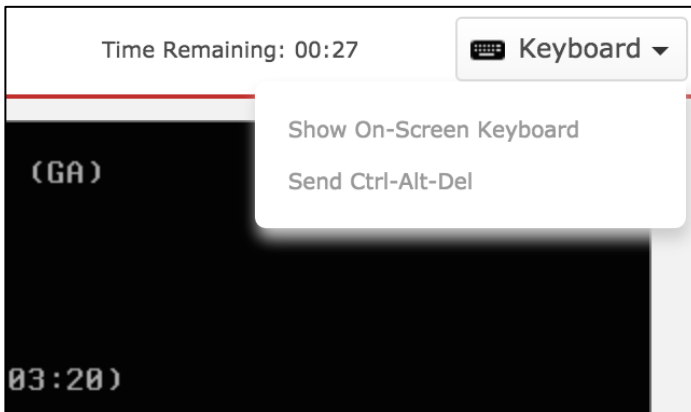 Time Remaining: 00:27
Keyboard
Show On-Screen Keyboard
Send Ctrl-Alt-Del
(GA)
03:20)